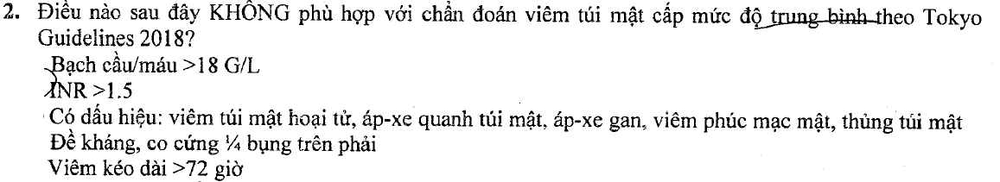 2. Điều nào sau đây KHÔNG phù hợp với chẩn đoán viêm túi mật cấp mức độ trung bình theo Tokyo
Guidelines 2018?
Bạch cầu/máu >18 G/L
INR >1.5
Có dấu hiệu: viêm túi mật hoại tử, áp-xe quanh túi mật, áp-xe gan, viêm phúc mạc mật, thủng túi mật
Đề kháng, co cứng ¼ bụng trên phải
Viêm kéo dài >72 giờ